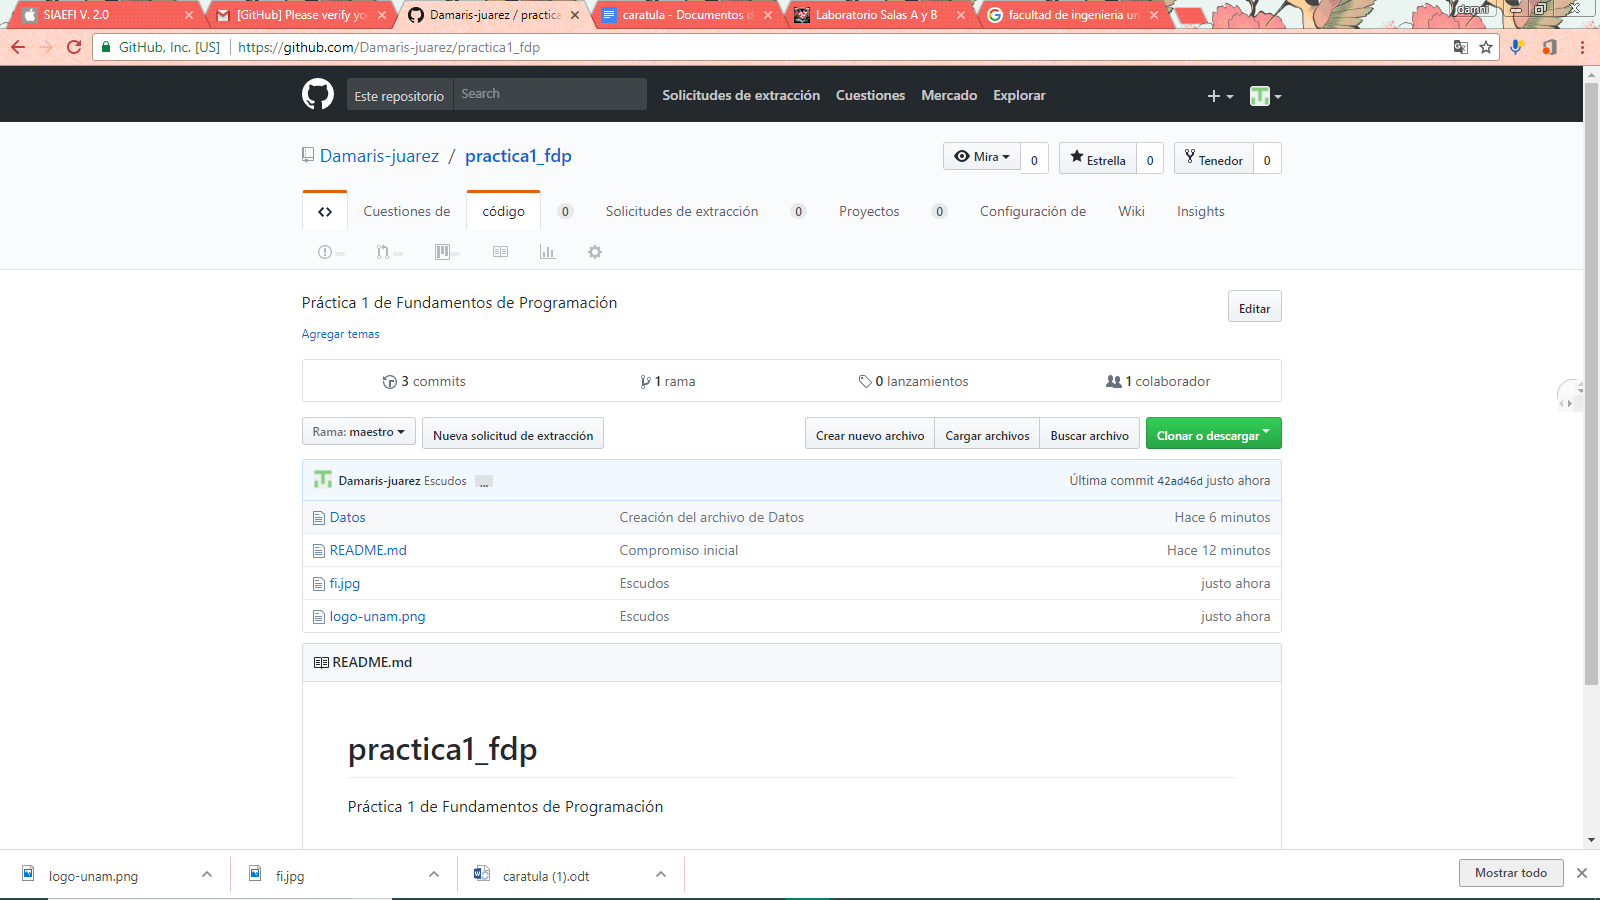 SIAEFI V. 2.0
[GitHub] Please verify yo
Damaris-juarez / practica
caratula - Documentos d
Laboratorio Salas A y B
facultad de ingenieria un
damni
GitHub, Inc. [US] https://github.com/Damaris-juarez/practica1_fdp
Este repositorio Search Solicitudes de extracción Cuestiones Mercado Explorar
Damaris-juarez / practica1_fdp Mira 0 Estrella 0 Tenedor 0
<> Cuestiones de código 0 Solicitudes de extracción 0 Proyectos 0 Configuración de Wiki Insights
Práctica 1 de Fundamentos de Programación Editar
Agregar temas
3 commits 1 rama 0 lanzamientos 1 colaborador
Rama: maestro Nueva solicitud de extracción Crear nuevo archivo Cargar archivos Buscar archivo Clonar o descargar
Damaris-juarez Escudos ... Última commit 42ad46d justo ahora
Datos Creación del archivo de Datos Hace 6 minutos
README.md Compromiso inicial Hace 12 minutos
fi.jpg Escudos justo ahora
logo-unam.png Escudos justo ahora
README.md
practica1_fdp
Práctica 1 de Fundamentos de Programación
logo-unam.png fi.jpg caratula (1).odt Mostrar todo